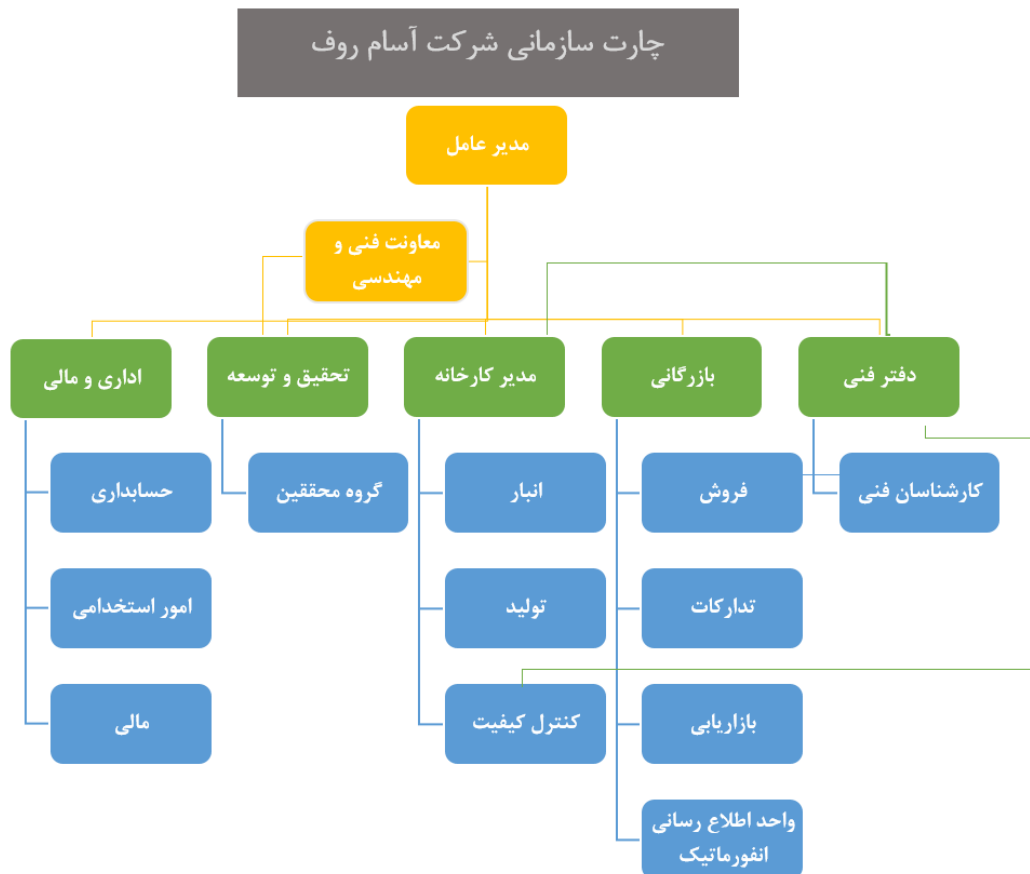 چارت سازمانی شرکت آسام روف
مدیر عامل
معاونت فنی و
مهندسی
دفتر فنی
بازرگانی
مدیر کارخانه
تحقیق و توسعه
اداری و مالی
کارشناسان فنی
فروش
انبار
گروه محققین
حسابداری
تدارکات
تولید
امور استخدامی
بازاریابی
کنترل کیفیت
مالی
واحد اطلاع رسانی
انفورماتیک